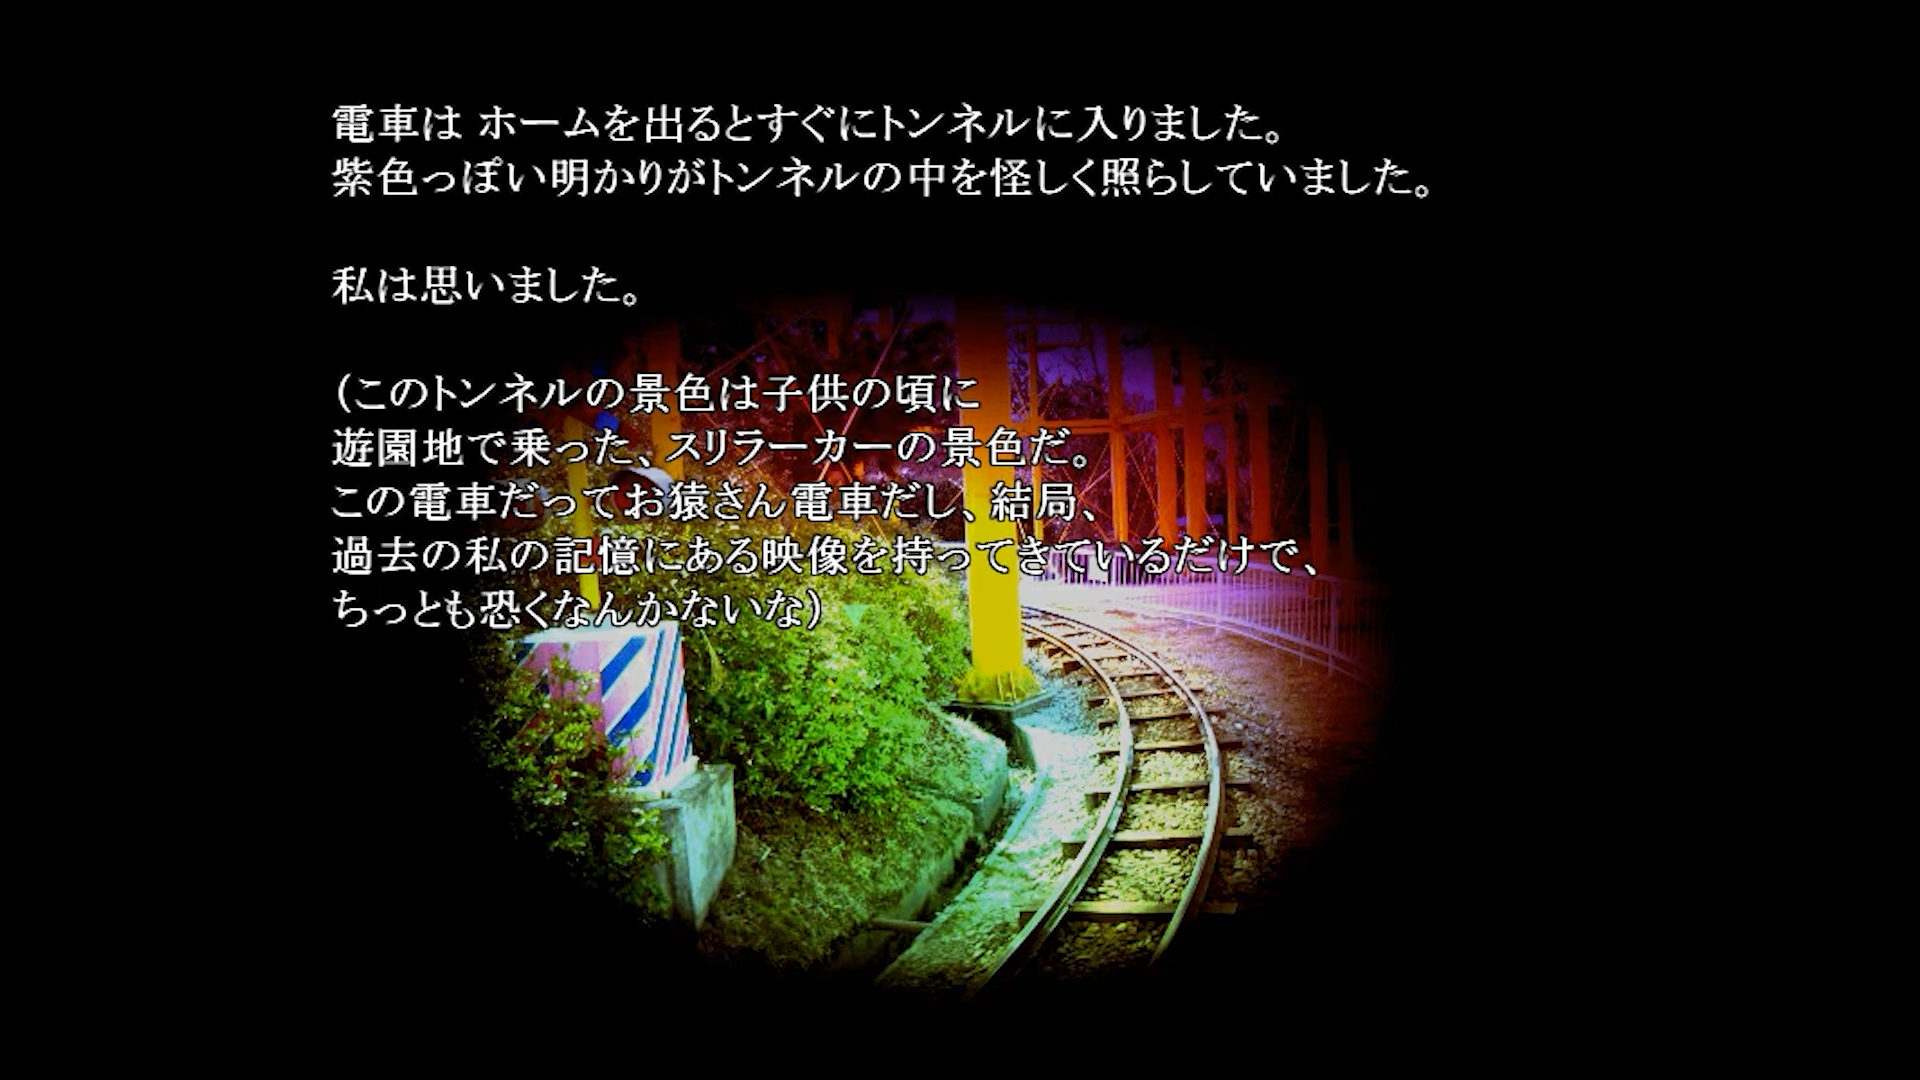 電車は ホームを出るとすぐにトンネルに入りました。
紫色っぽい明かりがトンネルの中を怪しく照らしていました。
私は思いました。
（このトンネルの景色は子供の頃に
遊園地で乗った、スリラーカーの景色だ。
この電車だってお猿さん電車だし、結局、
過去の私の記憶にある映像を持ってきているだけで、
ちっとも恐くなんかないな）